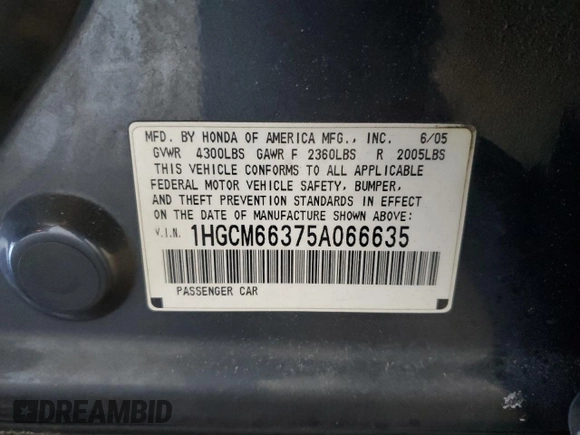 MFD. BY HONDA OF AMERICA MFG., INC. 6/05
GVWR 4300LBS GAWR F 2360LBS R 2005LBS
THIS VEHICLE CONFORMS TO ALL APPLICABLE
FEDERAL MOTOR VEHICLE SAFETY, BUMPER,
AND THEFT PREVENTION STANDARDS IN EFFECT
ON THE DATE OF MANUFACTURE SHOWN ABOVE:
V.I.N. 1HGCM66375A066635
PASSENGER CAR
DREAMBID